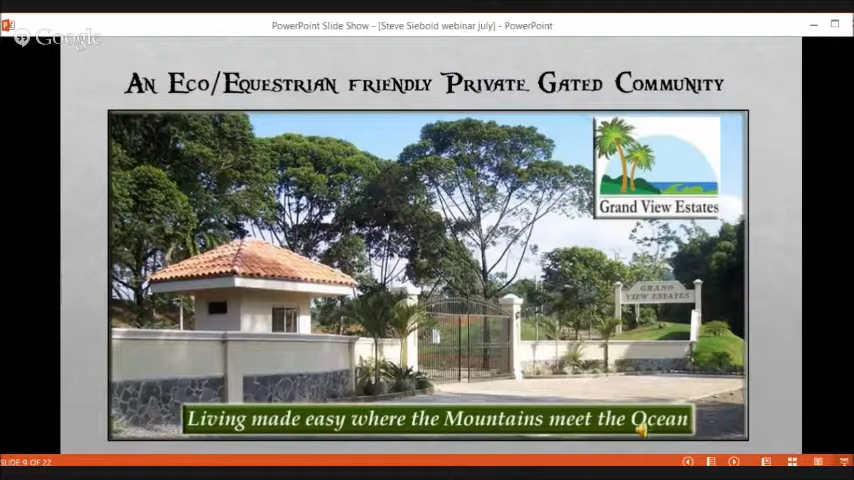 PowerPoint Slide Show - [Steve Siebold webinar july] - PowerPoint
Google
An Eco/Equestrian friendly Private Gated Community
Grand View Estates
GRAND
VIEW ESTATES
Living made easy where the Mountains meet the Ocean
SLIDE 9 OF 22